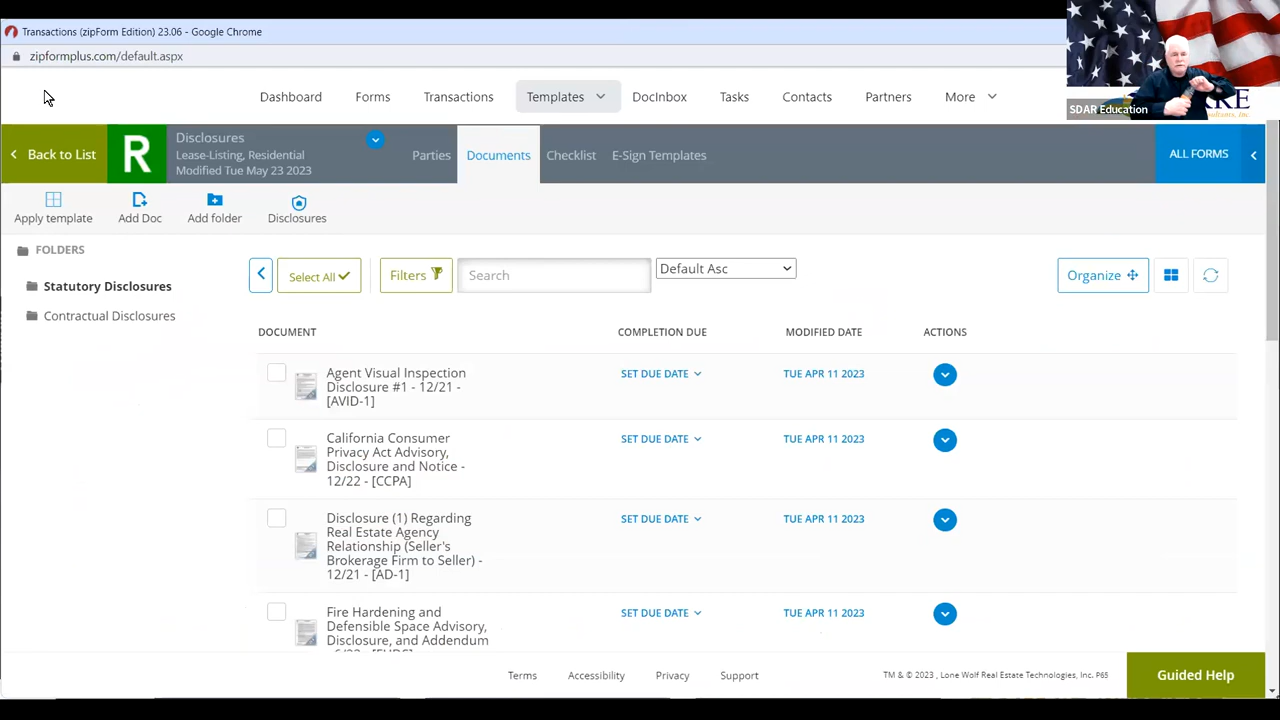 Transactions (zipForm Edition) 23.06 - Google Chrome
zipformplus.com/default.aspx
SDAR Education
Dashboard Forms Transactions Templates DocInbox Tasks Contacts Partners More
Back to List
R
Disclosures
Lease-Listing, Residential
Modified Tue May 23 2023
Parties Documents Checklist E-Sign Templates
ALL FORMS
Apply template Add Doc Add folder Disclosures
FOLDERS
Statutory Disclosures
Contractual Disclosures
Select All Filters Search Default Asc Organize
DOCUMENT COMPLETION DUE MODIFIED DATE ACTIONS
Agent Visual Inspection
Disclosure #1 - 12/21 -
[AVID-1]
SET DUE DATE TUE APR 11 2023
California Consumer
Privacy Act Advisory,
Disclosure and Notice -
12/22 - [CCPA]
SET DUE DATE TUE APR 11 2023
Disclosure (1) Regarding
Real Estate Agency
Relationship (Seller's
Brokerage Firm to Seller) -
12/21 - [AD-1]
SET DUE DATE TUE APR 11 2023
Fire Hardening and
Defensible Space Advisory,
Disclosure, and Addendum
SET DUE DATE TUE APR 11 2023
Terms Accessibility Privacy Support
TM & © 2023 , Lone Wolf Real Estate Technologies, Inc. P65
Guided Help